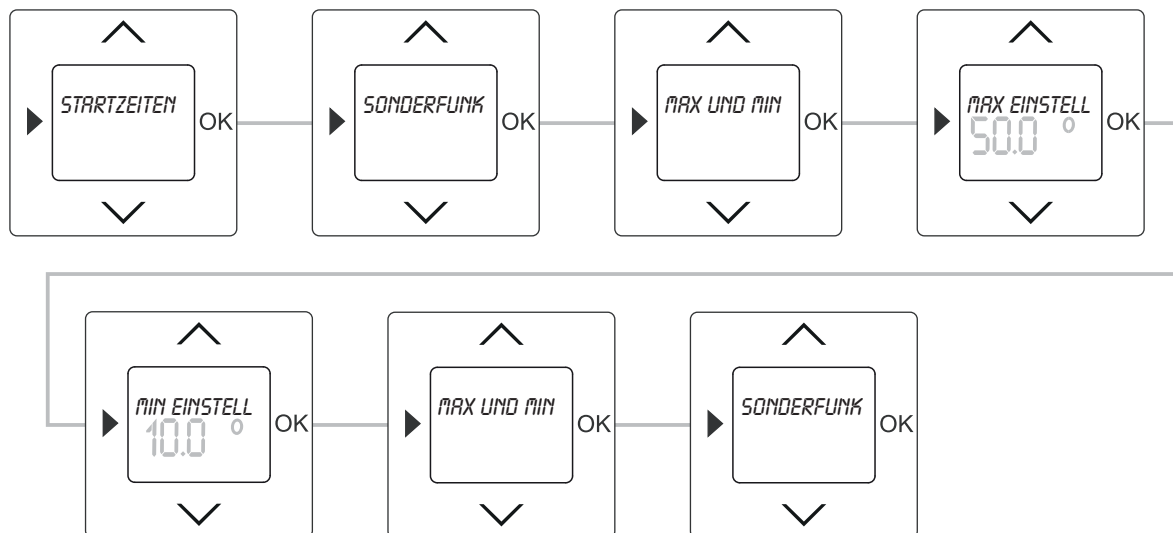 STARTZEITEN
OK
SONDERFUNK
OK
MAX UND MIN
OK
MAX EINSTELL
50.0 °
OK
MIN EINSTELL
10.0 °
OK
MAX UND MIN
OK
SONDERFUNK
OK